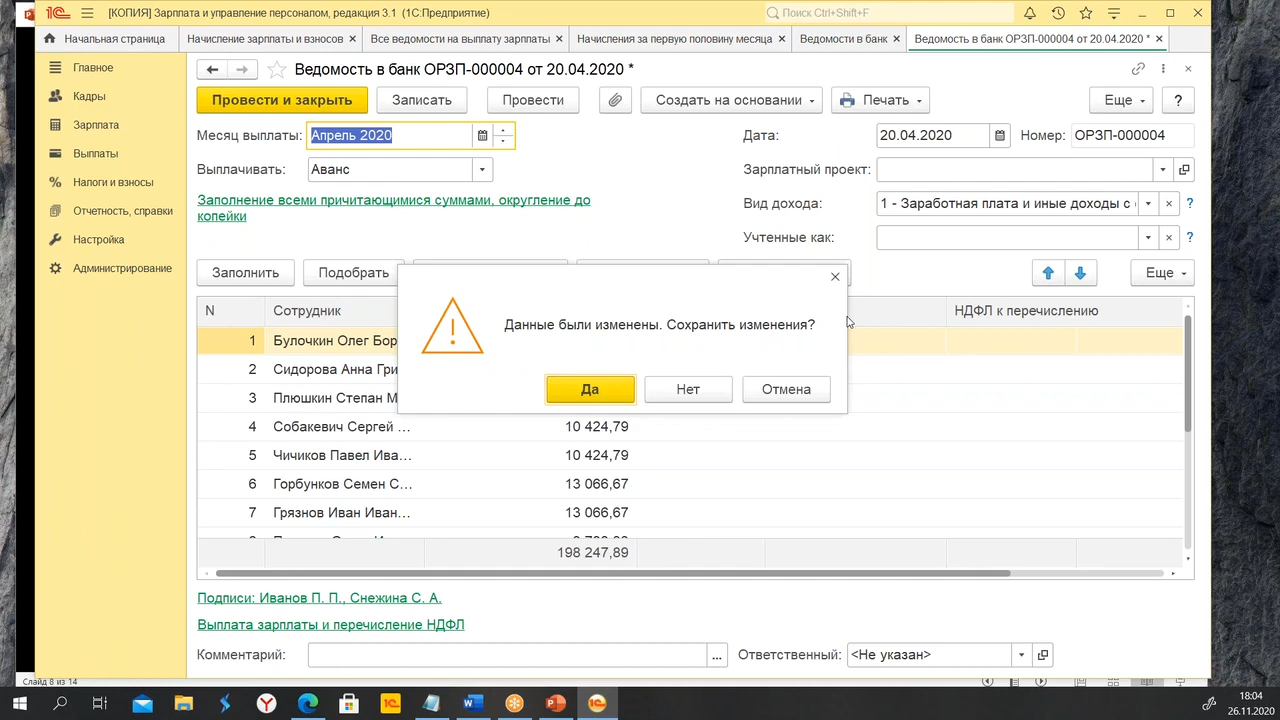 [КОПИЯ] Зарплата и управление персоналом, редакция 3.1 (1С:Предприятие)
Поиск Ctrl+Shift+F
Начальная страница
Начисление зарплаты и взносов
Все ведомости на выплату зарплаты
Начисления за первую половину месяца
Ведомости в банк
Ведомость в банк ОРЗП-000004 от 20.04.2020 *
Главное
Кадры
Зарплата
Выплаты
Налоги и взносы
Отчетность, справки
Настройка
Администрирование
Ведомость в банк ОРЗП-000004 от 20.04.2020 *
Провести и закрыть
Записать
Провести
Создать на основании
Печать
Еще
?
Месяц выплаты: Апрель 2020
Дата: 20.04.2020
Номер: ОРЗП-000004
Выплачивать: Аванс
Зарплатный проект:
Заполнение всеми причитающимися суммами, округление до
копейки
Вид дохода: 1 - Заработная плата и иные доходы с
?
Учтенные как:
?
Заполнить
Подобрать
Еще
N
Сотрудник
НДФЛ к перечислению
1 Булочкин Олег Бор
2 Сидорова Анна Гри
3 Плюшкин Степан М
4 Собакевич Сергей ... 10 424,79
5 Чичиков Павел Ива... 10 424,79
6 Горбунков Семен С... 13 066,67
7 Грязнов Иван Иван... 13 066,67
198 247,89
Данные были изменены. Сохранить изменения?
Да
Нет
Отмена
Подписи: Иванов П. П., Снежина С. А.
Выплата зарплаты и перечисление НДФЛ
Комментарий:
...
Ответственный: <Не указан>
Слайд 8 из 14
18:04
26.11.2020